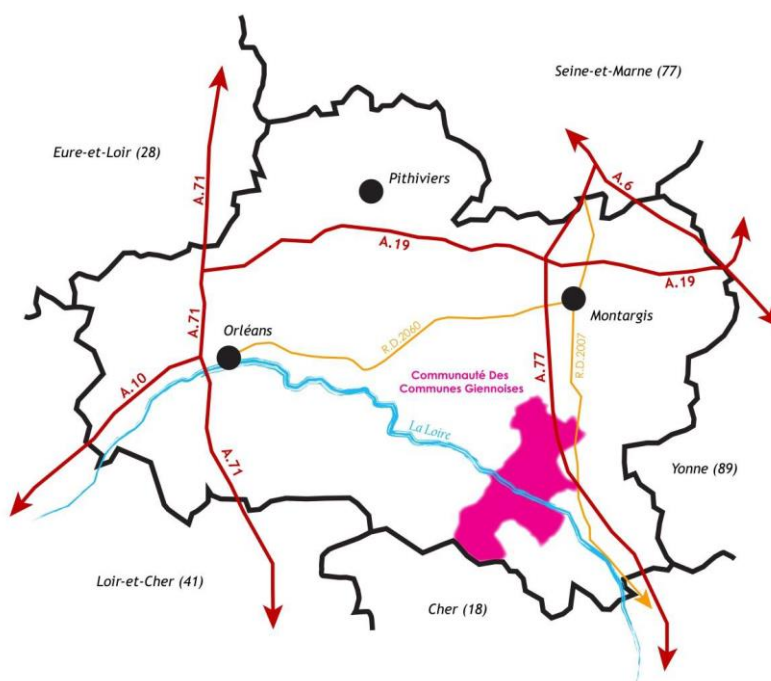 Seine-et-Marne (77)
Eure-et-Loir (28)
A.71
Pithiviers
A.6
A.19
A.19
A.71
Orléans
R.D.2060
Montargis
R.D.2007
A.77
A.10
Communauté Des
Communes Giennoises
La Loire
A.71
Yonne (89)
Loir-et-Cher (41)
Cher (18)